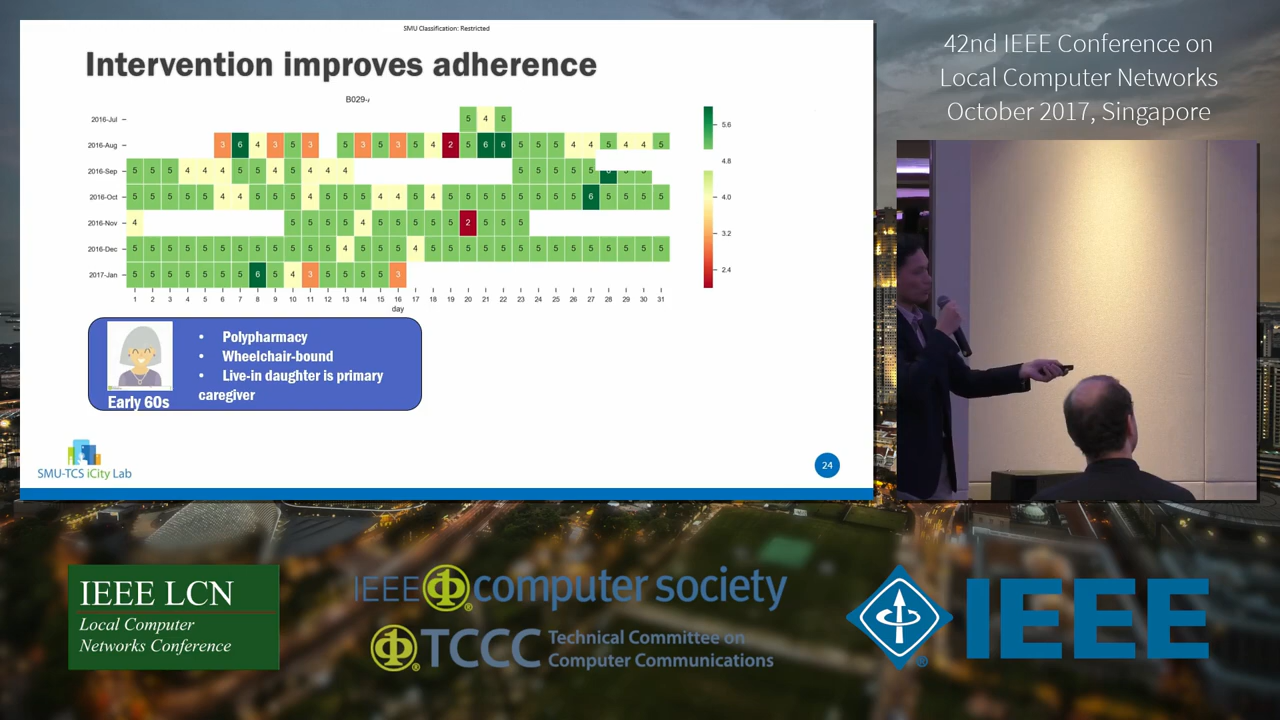 SMU Classification: Restricted
Intervention improves adherence
B029-
2016-Jul 5 4 5
2016-Aug 3 6 4 3 5 3 5 3 5 3 5 4 2 5 6 6 5 5 5 4 4 5 4 4 5
2016-Sep 5 5 5 4 4 4 5 5 4 5 4 4 4 5 5 5 5 5
2016-Oct 5 5 5 5 5 4 4 5 5 5 4 5 5 5 4 4 5 4 5 5 5 5 5 5 5 5 6 5 5 5 5
2016-Nov 4 5 5 5 5 4 5 5 5 5 5 2 5 5 5
2016-Dec 5 5 5 5 5 5 5 5 5 5 5 5 4 5 5 5 4 5 5 5 5 5 5 5 5 5 5 5 5 5 5
2017-Jan 5 5 5 5 5 5 5 6 5 4 3 5 5 5 5 3
1 2 3 4 5 6 7 8 9 10 11 12 13 14 15 16 17 18 19 20 21 22 23 24 25 26 27 28 29 30 31
day
5.6
4.8
4.0
3.2
2.4
• Polypharmacy
• Wheelchair-bound
• Live-in daughter is primary
caregiver
Early 60s
SMU-TCS iCity Lab
24
42nd IEEE Conference on
Local Computer Networks
October 2017, Singapore
IEEE LCN
Local Computer
Networks Conference
IEEE computer society
TCCC Technical Committee on
Computer Communications
IEEE